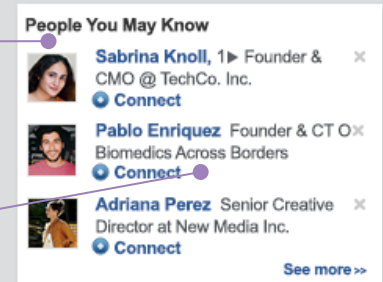 People You May Know
Sabrina Knoll, 1▶ Founder &
CMO @ TechCo. Inc.
Connect
Pablo Enriquez Founder & CT O
Biomedics Across Borders
Connect
Adriana Perez Senior Creative
Director at New Media Inc.
Connect
See more >>